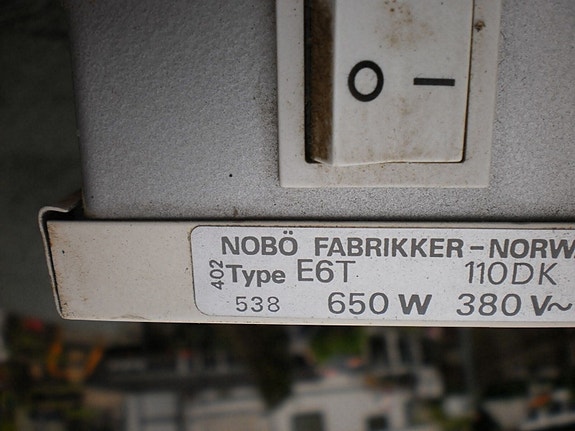 O I
NOBÖ FABRIKKER-NORW
402
Type E6T 110DK
538 650 W 380 V~